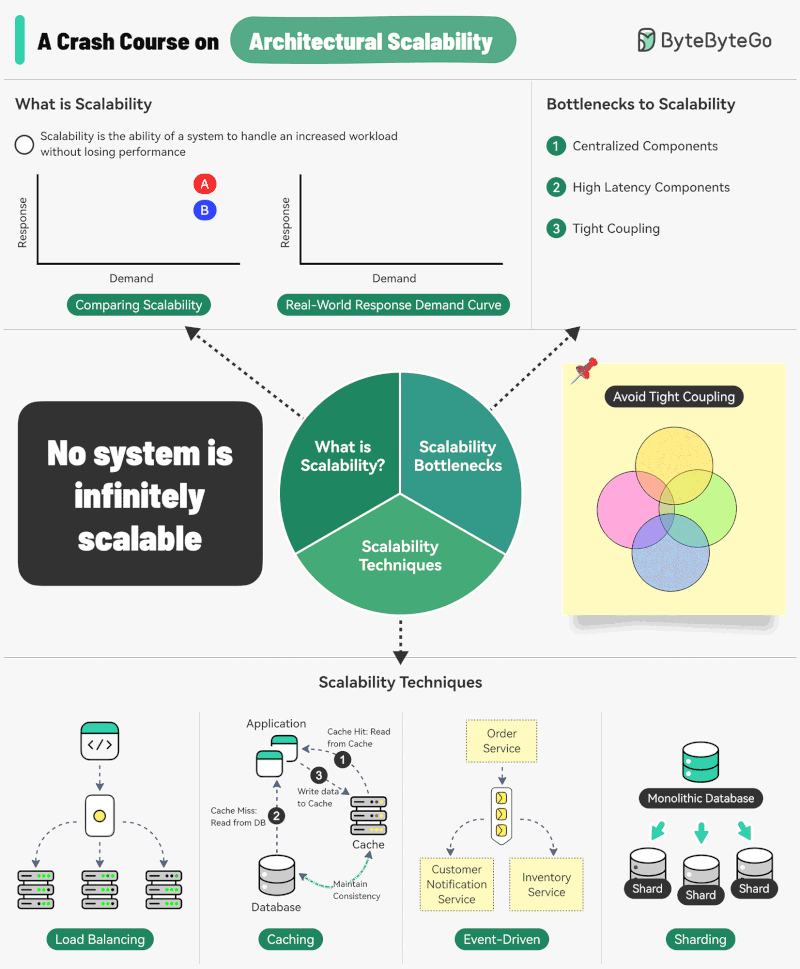 A Crash Course on Architectural Scalability
ByteByteGo
What is Scalability
Scalability is the ability of a system to handle an increased workload
without losing performance
Response
A
B
Demand
Comparing Scalability
Response
Demand
Real-World Response Demand Curve
Bottlenecks to Scalability
1 Centralized Components
2 High Latency Components
3 Tight Coupling
No system is
infinitely
scalable
What is
Scalability?
Scalability
Bottlenecks
Scalability
Techniques
Avoid Tight Coupling
Scalability Techniques
</>
Load Balancing
Application
Cache Hit: Read
from Cache
1
3
Write data
to Cache
Cache Miss:
Read from DB
2
Cache
Maintain
Consistency
Database
Caching
Order
Service
Customer
Notification
Service
Inventory
Service
Event-Driven
Monolithic Database
Shard
Shard
Shard
Sharding